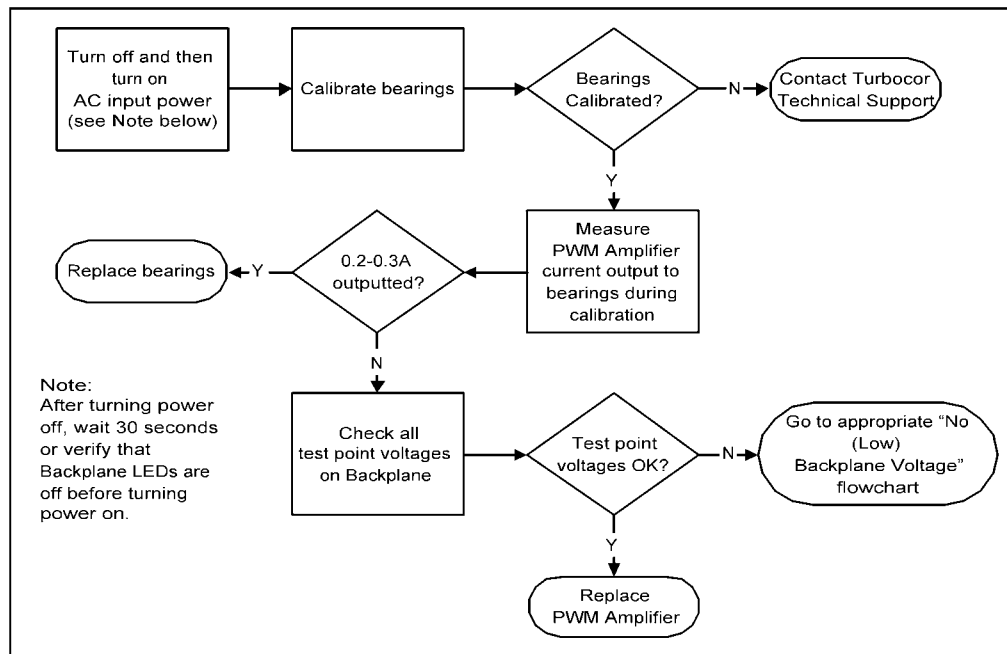 Turn off and then
turn on
AC input power
(see Note below)
Calibrate bearings
Bearings
Calibrated?
N
Contact Turbocor
Technical Support
Y
Measure
PWM Amplifier
current output to
bearings during
calibration
0.2-0.3A
outputted?
Y
Replace bearings
N
Note:
After turning power
off, wait 30 seconds
or verify that
Backplane LEDs are
off before turning
power on.
Check all
test point voltages
on Backplane
Test point
voltages OK?
N
Go to appropriate “No
(Low)
Backplane Voltage”
flowchart
Y
Replace
PWM Amplifier